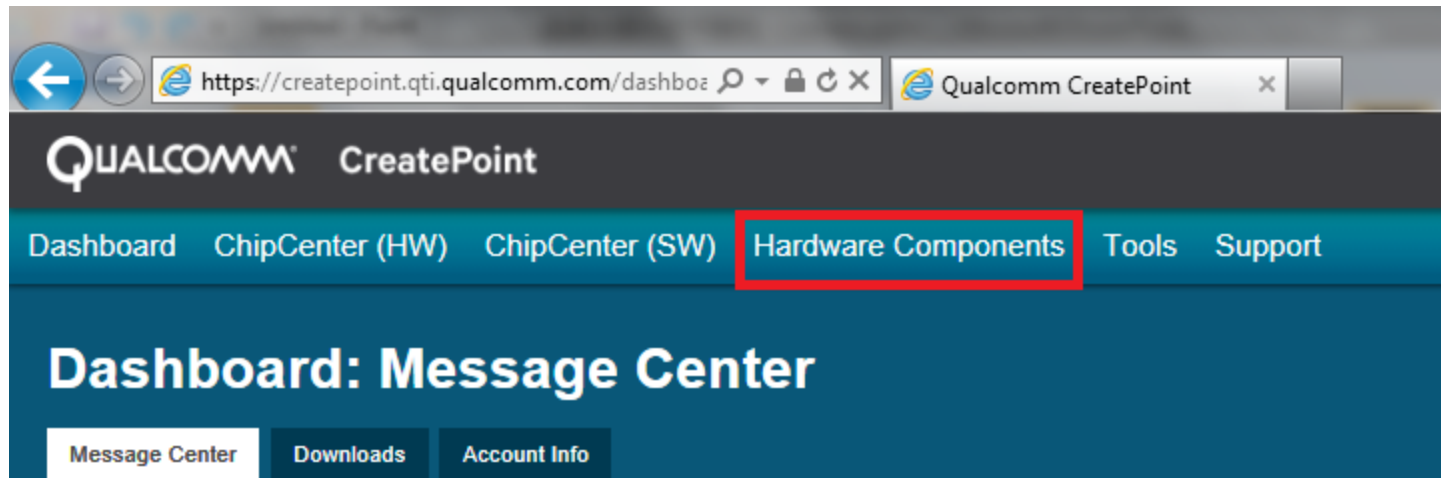 https://createpoint.qti.qualcomm.com/dashboa
Qualcomm CreatePoint
QUALCOMM® CreatePoint
Dashboard ChipCenter (HW) ChipCenter (SW) Hardware Components Tools Support
Dashboard: Message Center
Message Center Downloads Account Info